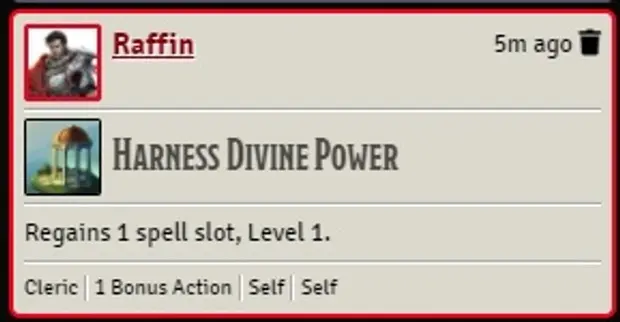 Raffin
5m ago
Harness Divine Power
Regains 1 spell slot, Level 1.
Cleric | 1 Bonus Action | Self | Self